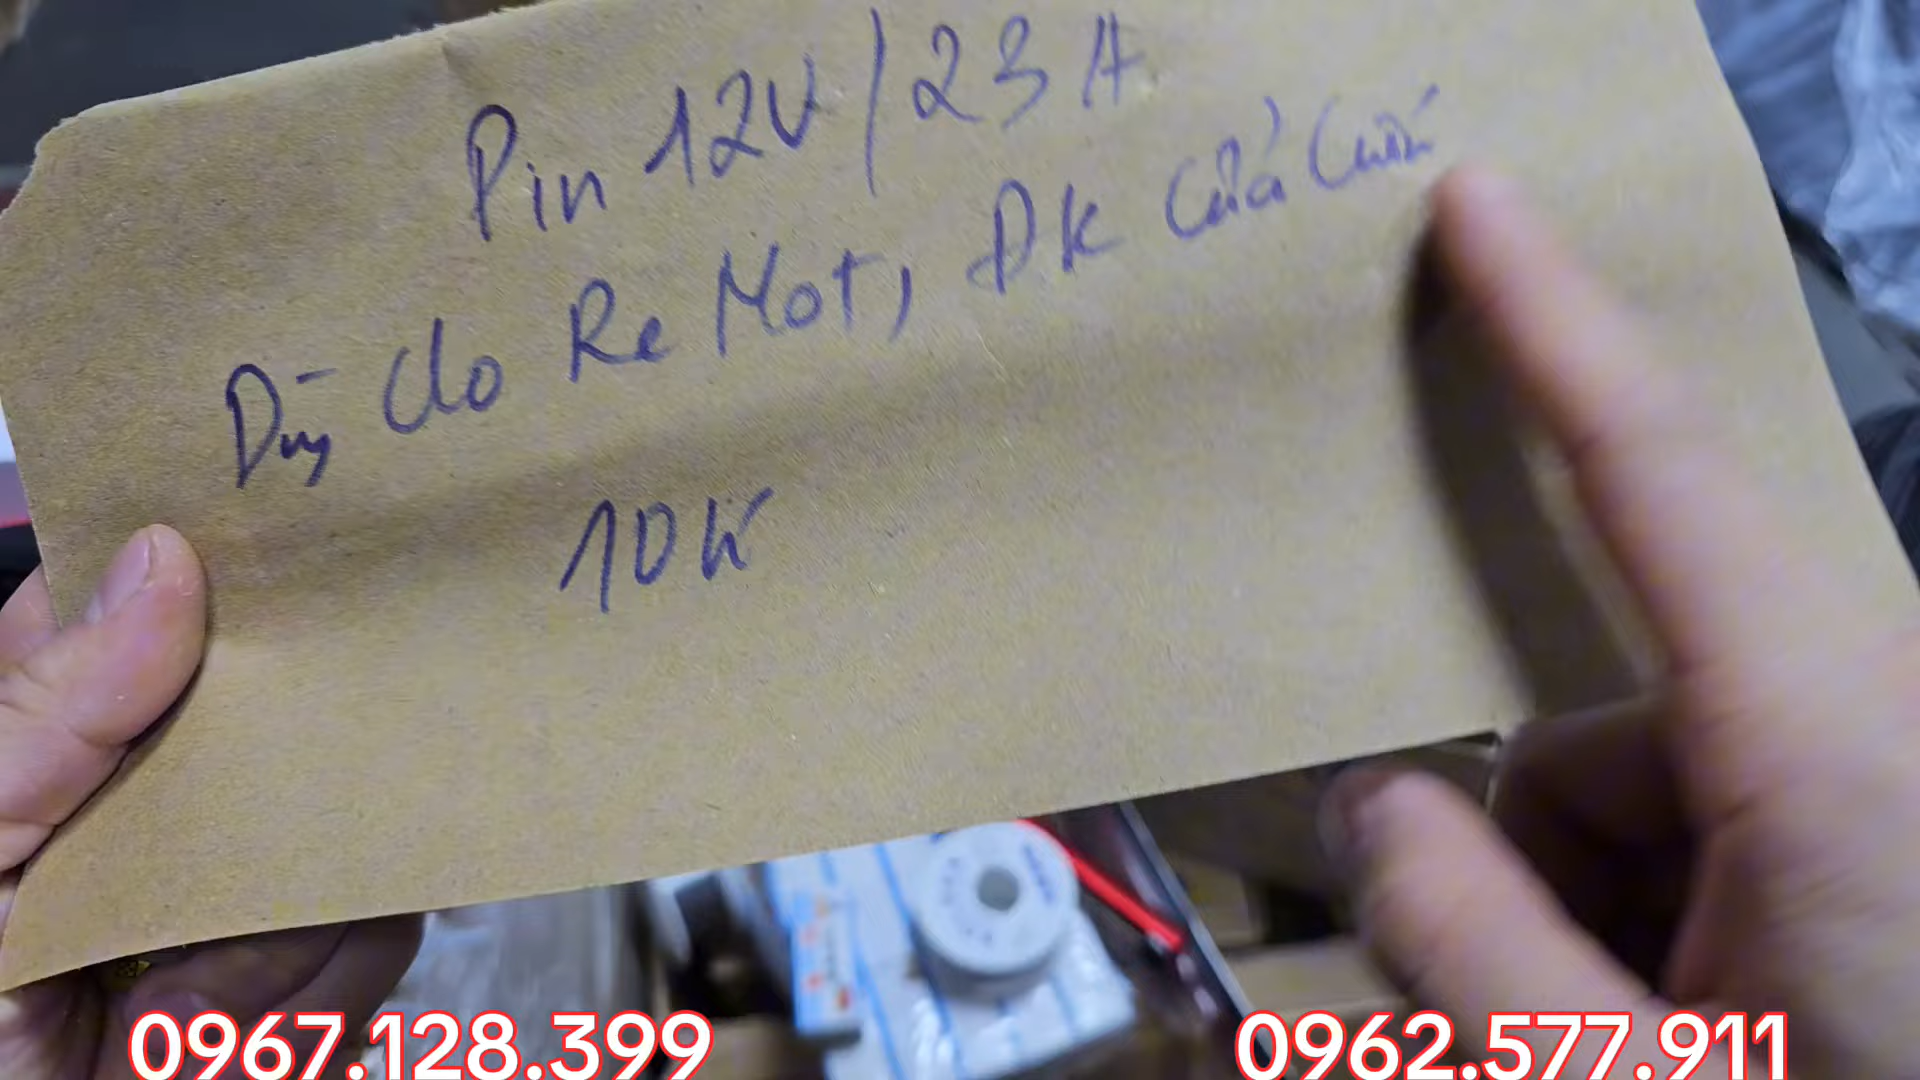 Pin 12V/23A
Dùng cho ReMot, ĐK Cửa Cuốn
10K
0967.128.399
0962.577.911